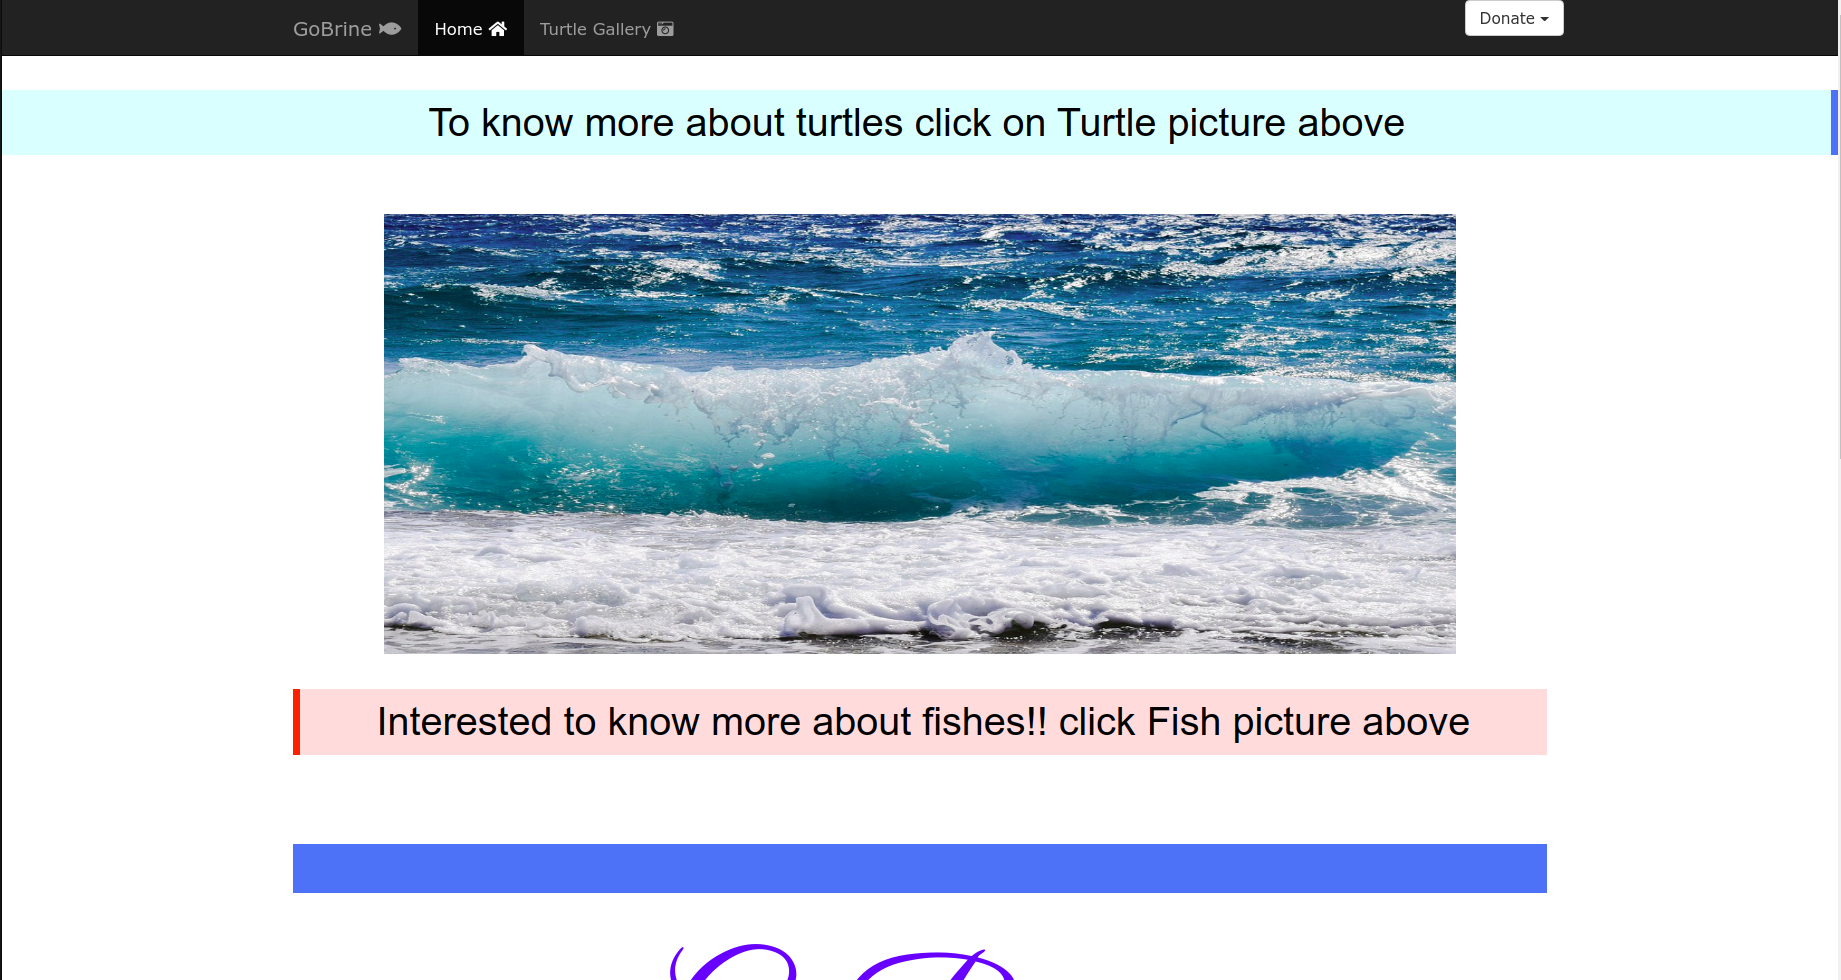 GoBrine
Home
Turtle Gallery
Donate
To know more about turtles click on Turtle picture above
Interested to know more about fishes!! click Fish picture above